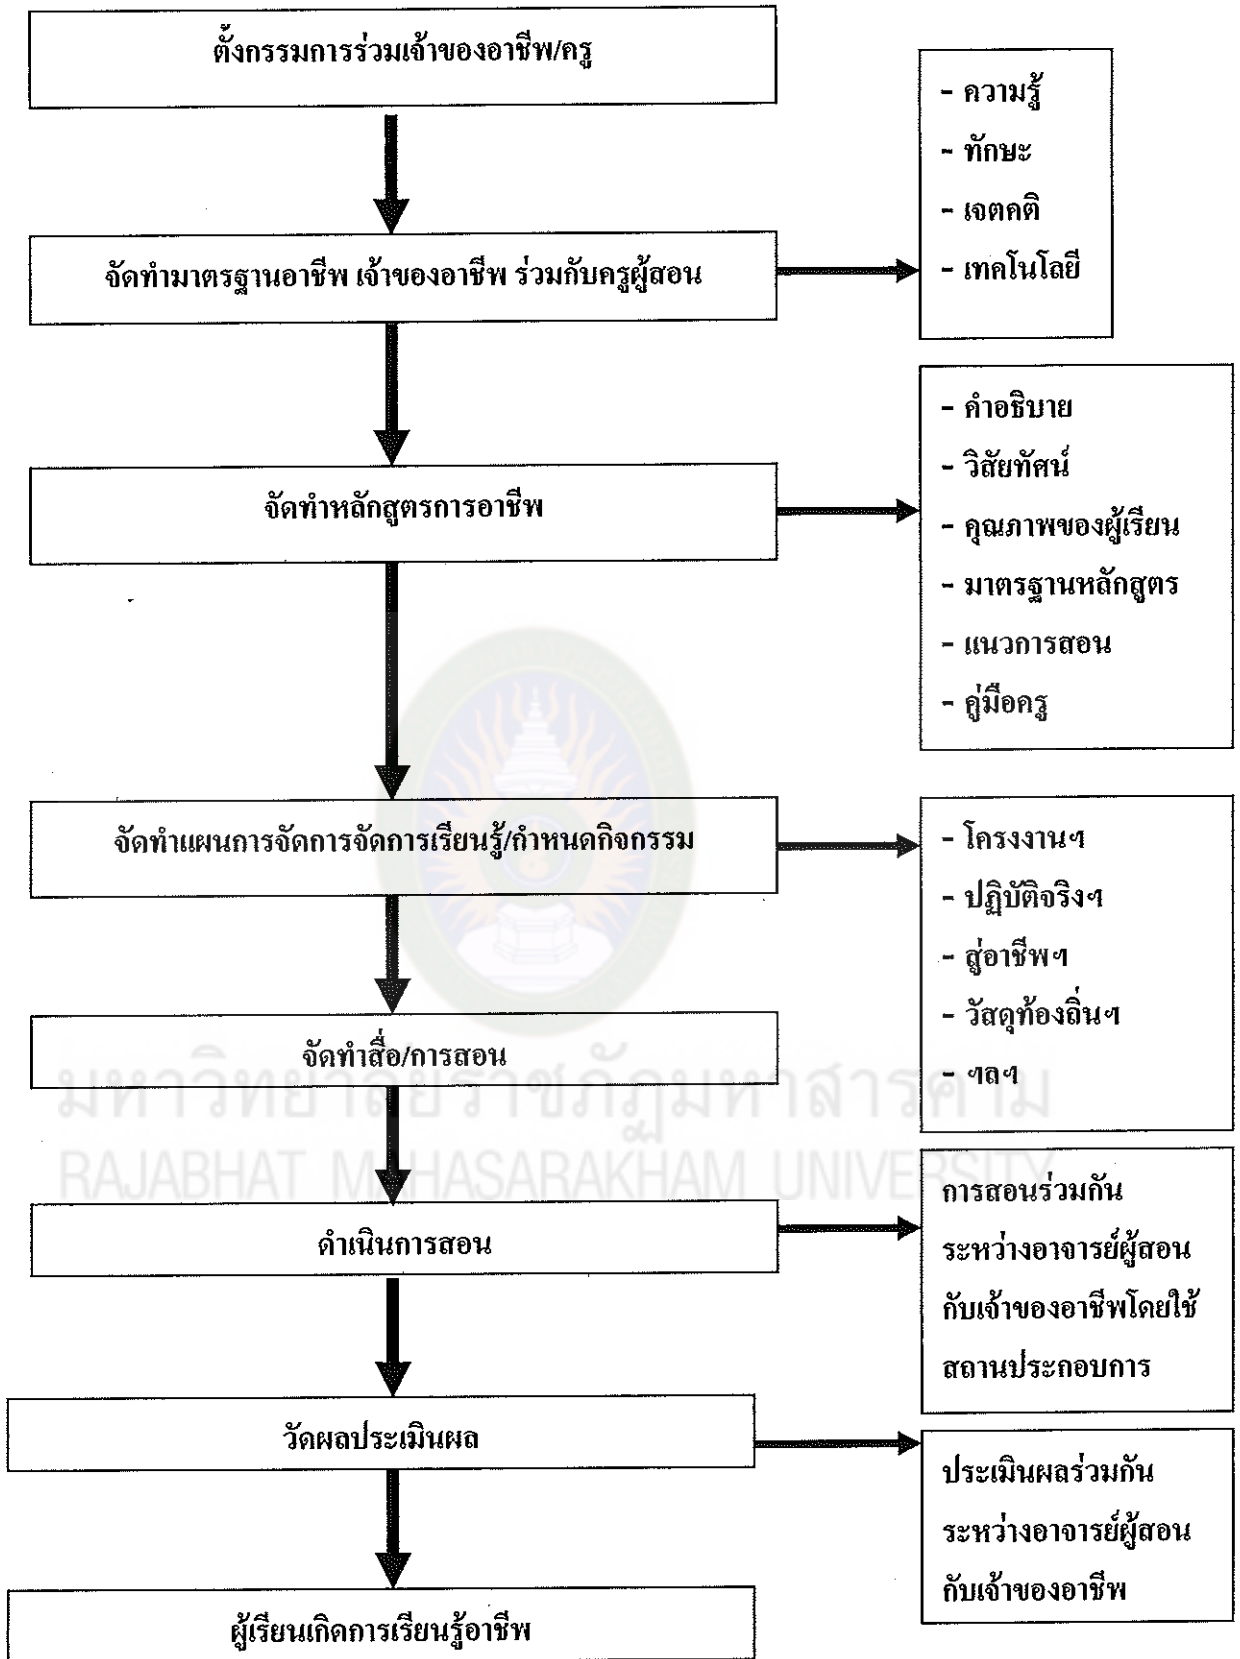 ตั้งกรรมการร่วมเจ้าของอาชีพ/ครู
- ความรู้
- ทักษะ
- เจตคติ
- เทคโนโลยี
จัดทำมาตรฐานอาชีพ เจ้าของอาชีพ ร่วมกับครูผู้สอน
- คำอธิบาย
- วิสัยทัศน์
- คุณภาพของผู้เรียน
- มาตรฐานหลักสูตร
- แนวการสอน
- คู่มือครู
จัดทำหลักสูตรการอาชีพ
จัดทำแผนการจัดการจัดการเรียนรู้/กำหนดกิจกรรม
- โครงงานฯ
- ปฏิบัติจริงฯ
- สู่อาชีพฯ
- วัสดุท้องถิ่นฯ
- ฯลฯ
จัดทำสื่อ/การสอน
มหาวิทยาลัยราชภัฏมหาสารคาม
RAJABHAT MAHASARAKHAM UNIVERSITY
ดำเนินการสอน
การสอนร่วมกัน
ระหว่างอาจารย์ผู้สอน
กับเจ้าของอาชีพโดยใช้
สถานประกอบการ
วัดผลประเมินผล
ประเมินผลร่วมกัน
ระหว่างอาจารย์ผู้สอน
กับเจ้าของอาชีพ
ผู้เรียนเกิดการเรียนรู้อาชีพ